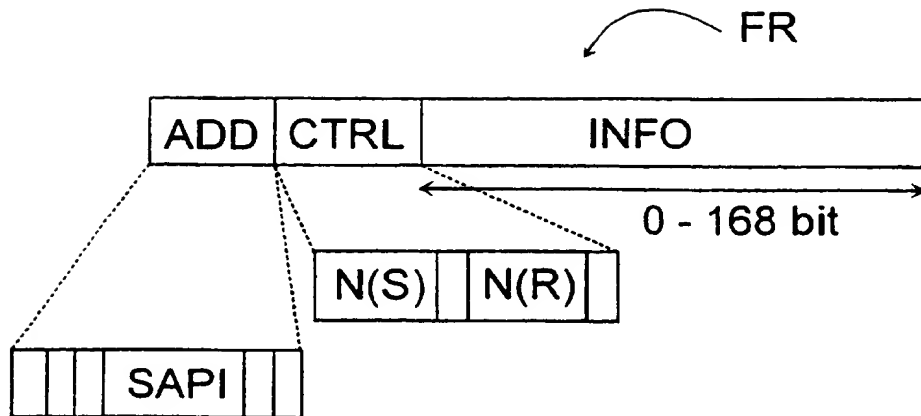 FR
ADD CTRL INFO
0 - 168 bit
N(S) N(R)
SAPI